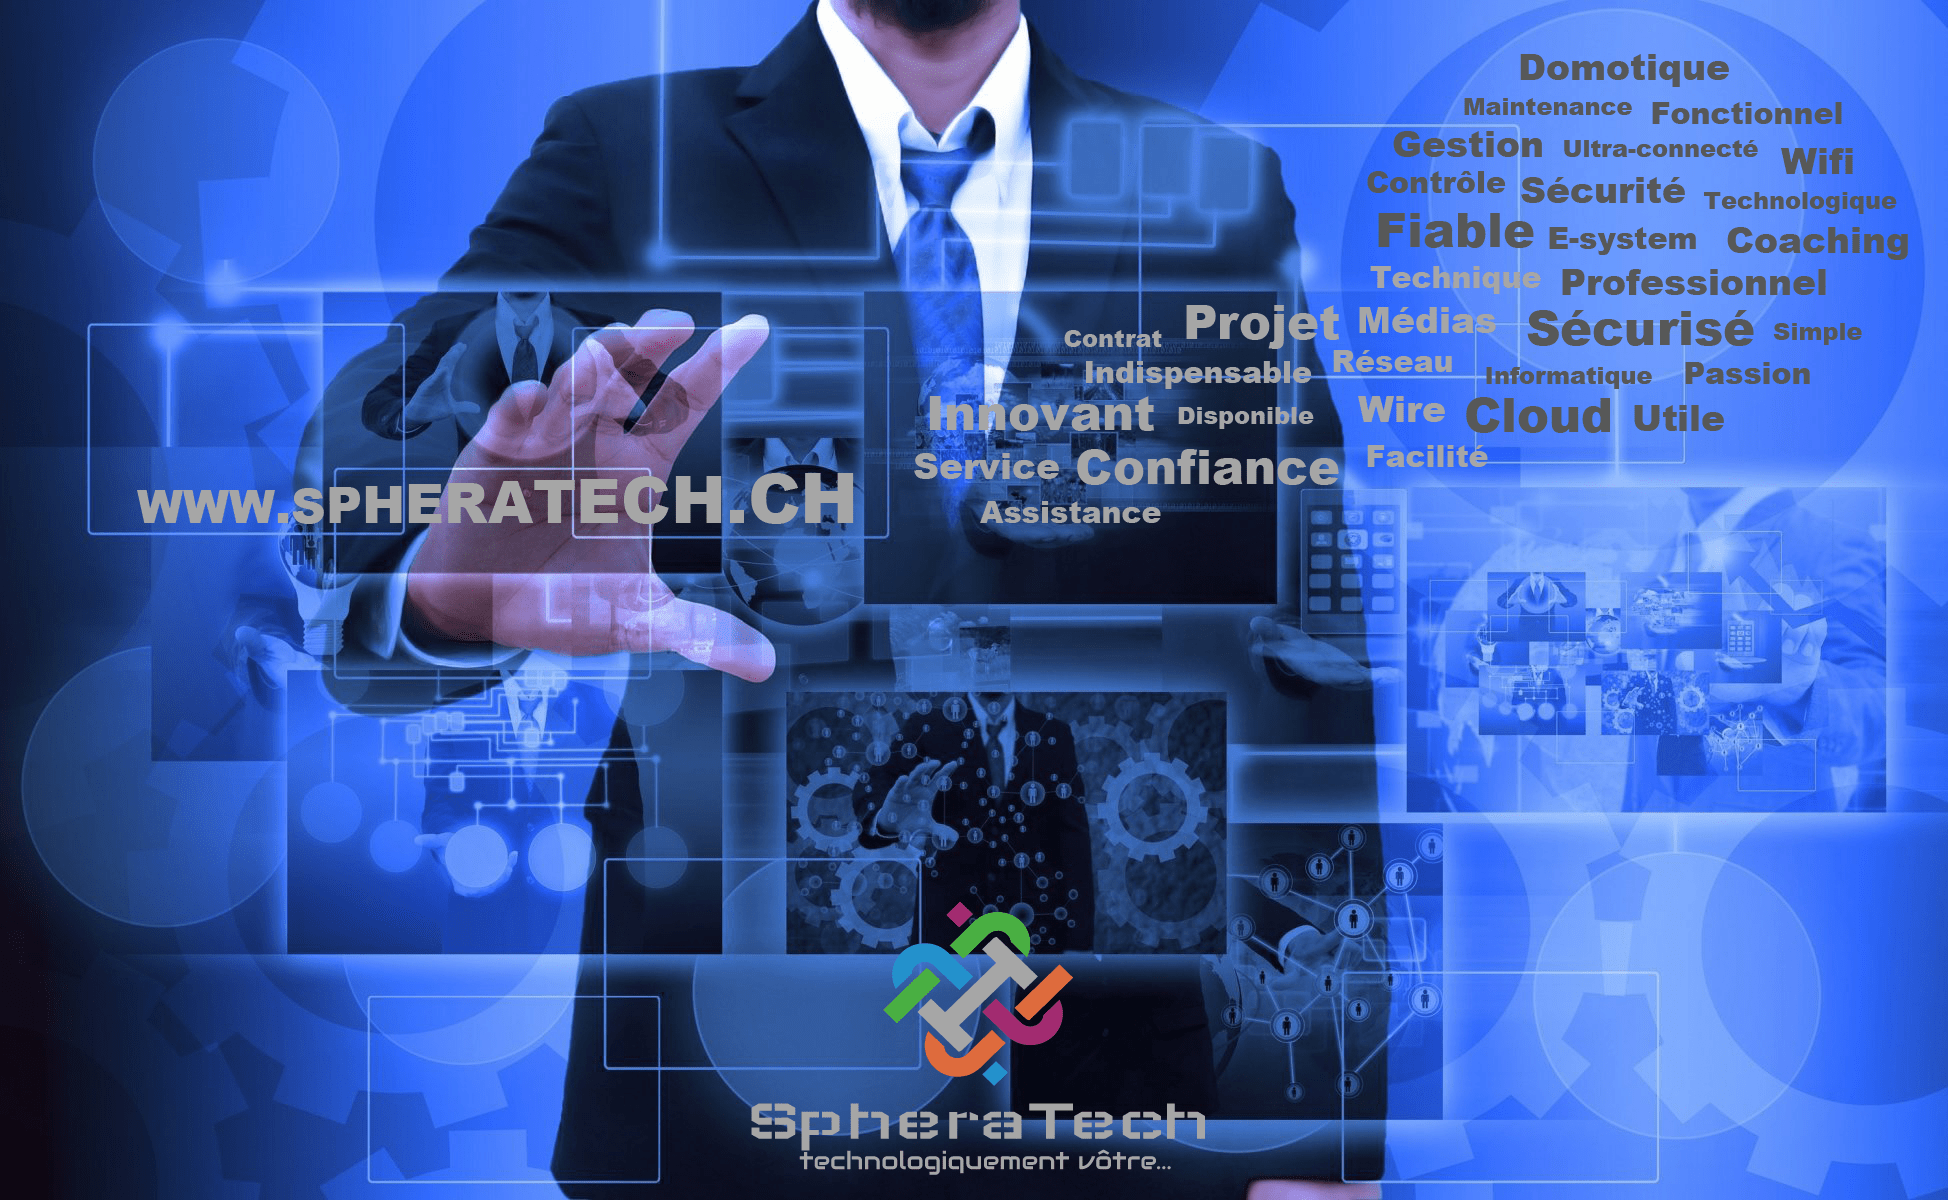 Domotique
Maintenance Fonctionnel
Gestion Ultra-connecté Wifi
Contrôle Sécurité Technologique
Fiable E-system Coaching
Technique Professionnel
Contrat Projet Médias Sécurisé Simple
Indispensable Réseau Informatique Passion
Innovant Disponible Wire Cloud Utile
Service Confiance Facilité
Assistance
WWW.SPHERATECH.CH
SpheraTech
technologiquement vôtre...